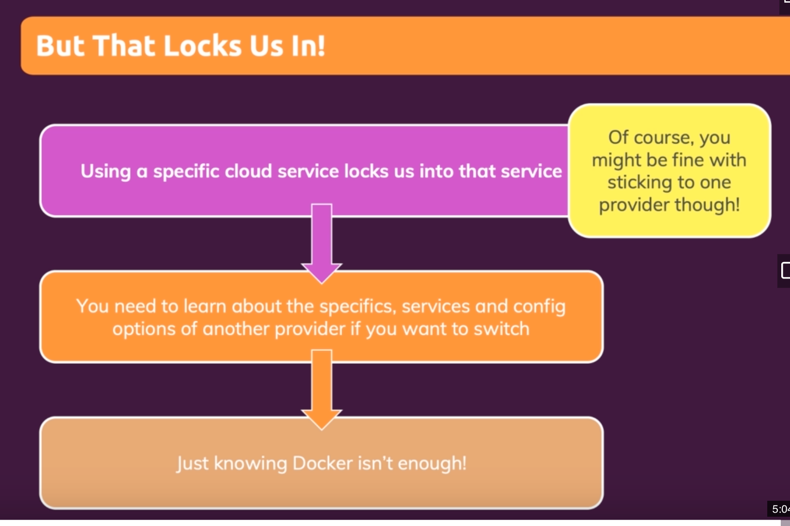 But That Locks Us In!
Using a specific cloud service locks us into that service
Of course, you
might be fine with
sticking to one
provider though!
You need to learn about the specifics, services and config
options of another provider if you want to switch
Just knowing Docker isn't enough!